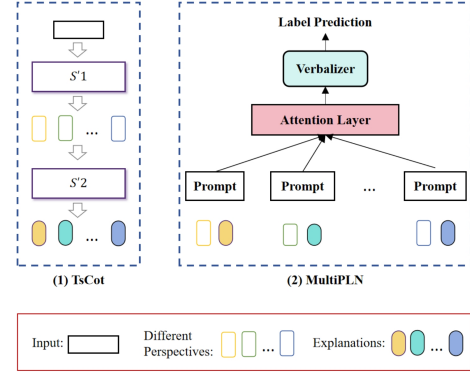 S'1
...
S'2
...
(1) TsCot
Label Prediction
Verbalizer
Attention Layer
Prompt Prompt ... Prompt
(2) MultiPLN
Input:
Different
Perspectives: ...
Explanations: ...